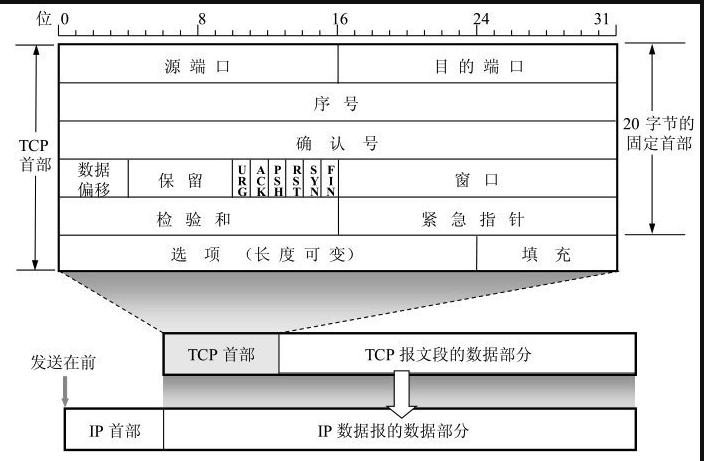 位 0 8 16 24 31
源端口 目的端口
序号
确认号
TCP
首部
20 字节的
固定首部
数据
偏移
保留
URG
ACK
PSH
RST
SYN
FIN
窗口
检验和 紧急指针
选项 (长度可变) 填充
TCP 首部 TCP 报文段的数据部分
发送在前
IP 首部 IP 数据报的数据部分